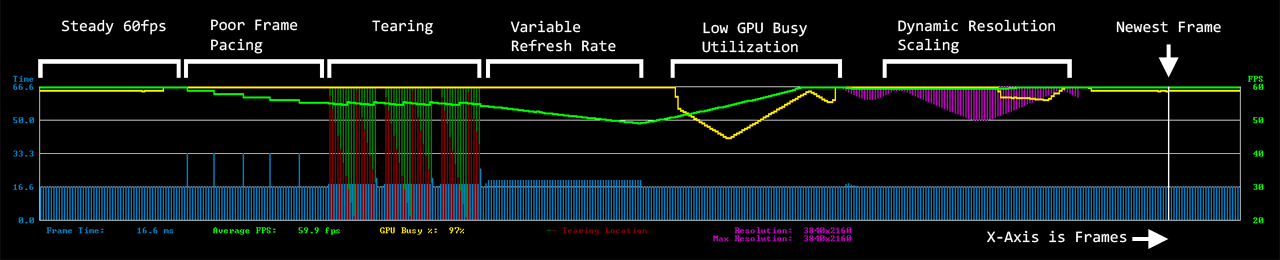 Steady 60fps
Poor Frame
Pacing
Tearing
Variable
Refresh Rate
Low GPU Busy
Utilization
Dynamic Resolution
Scaling
Newest Frame
Time
FPS
66.6
60
50.0
50
33.3
40
16.6
30
0.0
20
Frame Time: 16.6 ms
Average FPS: 59.9 fps
GPU Busy %: 97%
-- Tearing Location
Resolution: 3840x2160
Max Resolution: 3840x2160
X-Axis is Frames